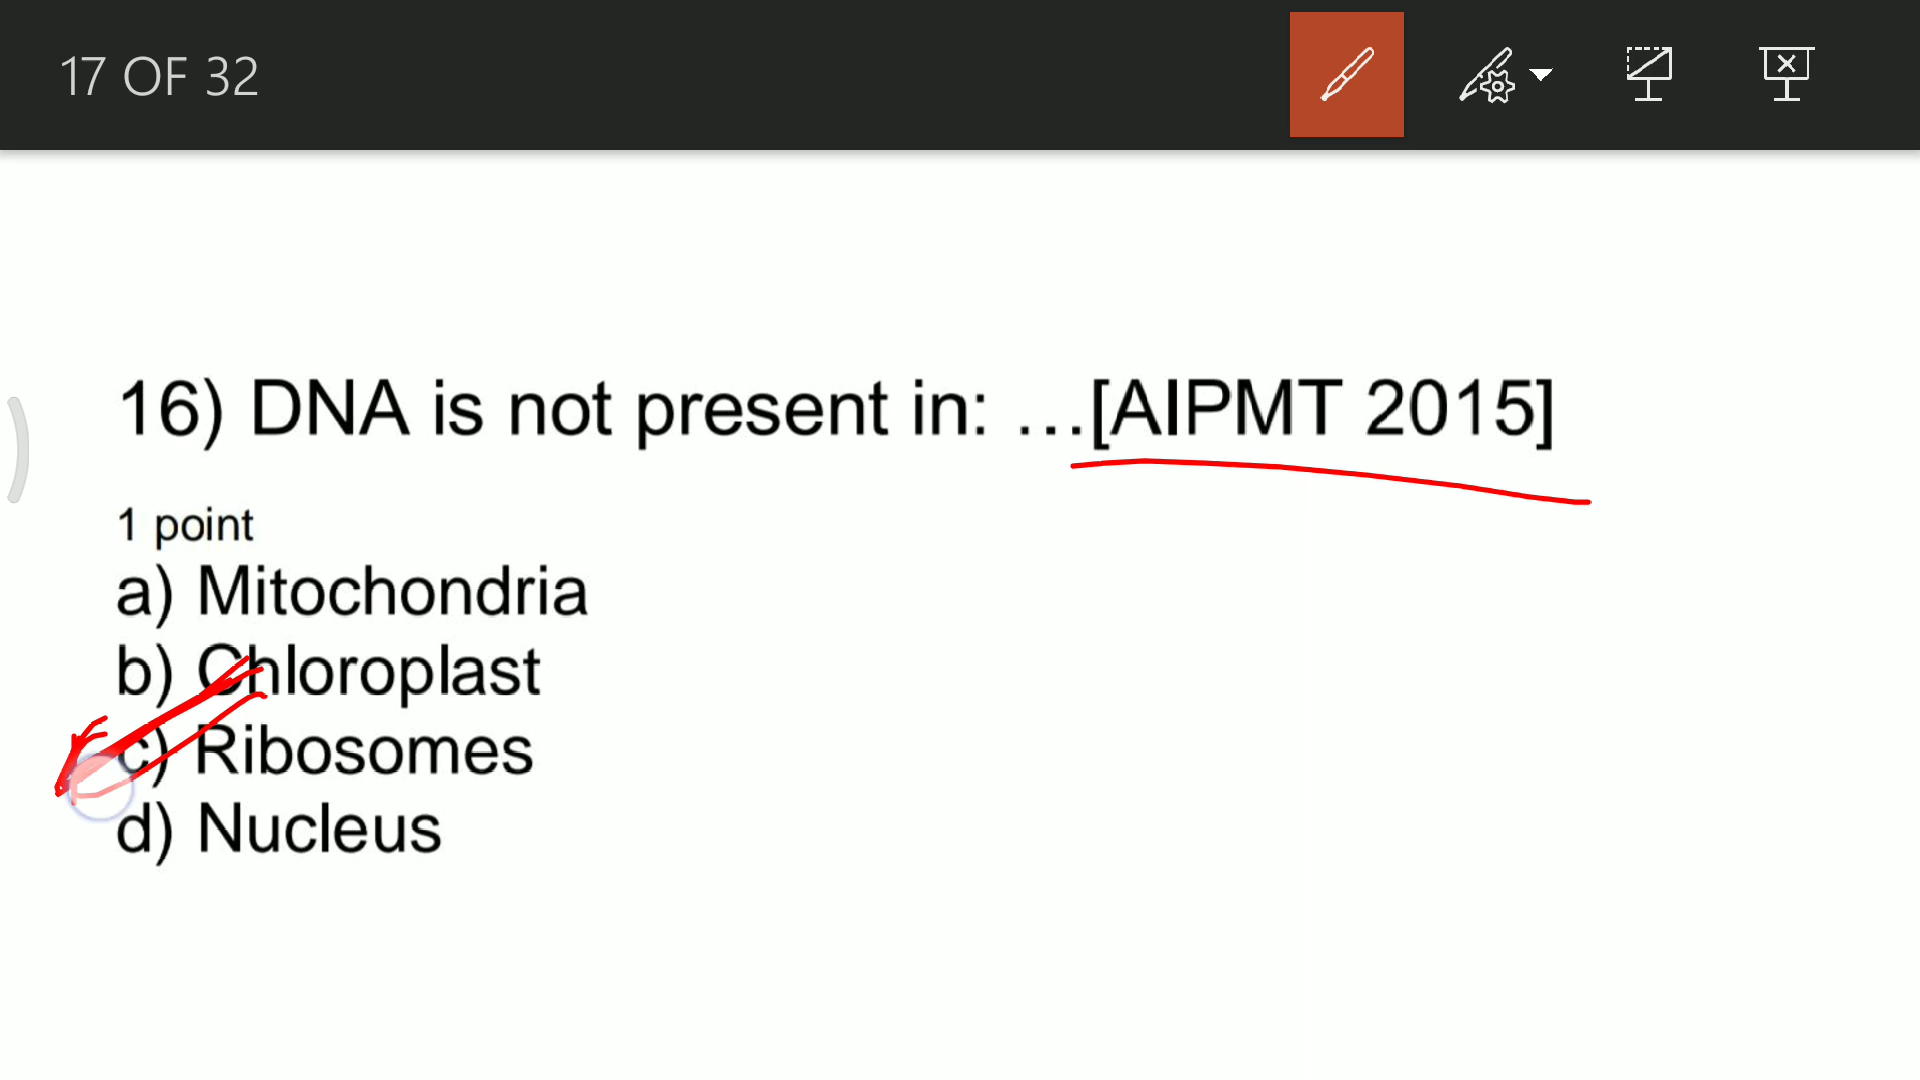 17 OF 32
16) DNA is not present in: ...[AIPMT 2015]
1 point
a) Mitochondria
b) Chloroplast
c) Ribosomes
d) Nucleus